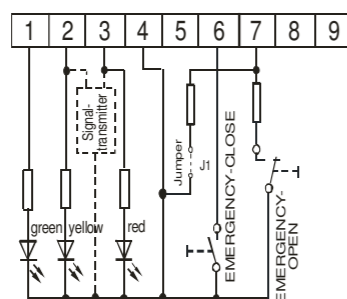 1 2 3 4 5 6 7 8 9
Signal-
transmitter
Jumper
J1
EMERGENCY-CLOSE
green
yellow
red
EMERGENCY-
OPEN